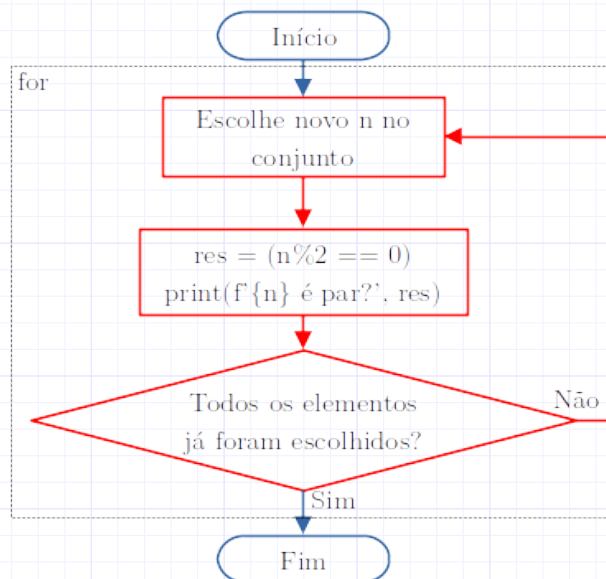 Início
for
Escolhe novo n no
conjunto
res = (n%2 == 0)
print(f'{n} é par?', res)
Todos os elementos
já foram escolhidos?
Não
Sim
Fim